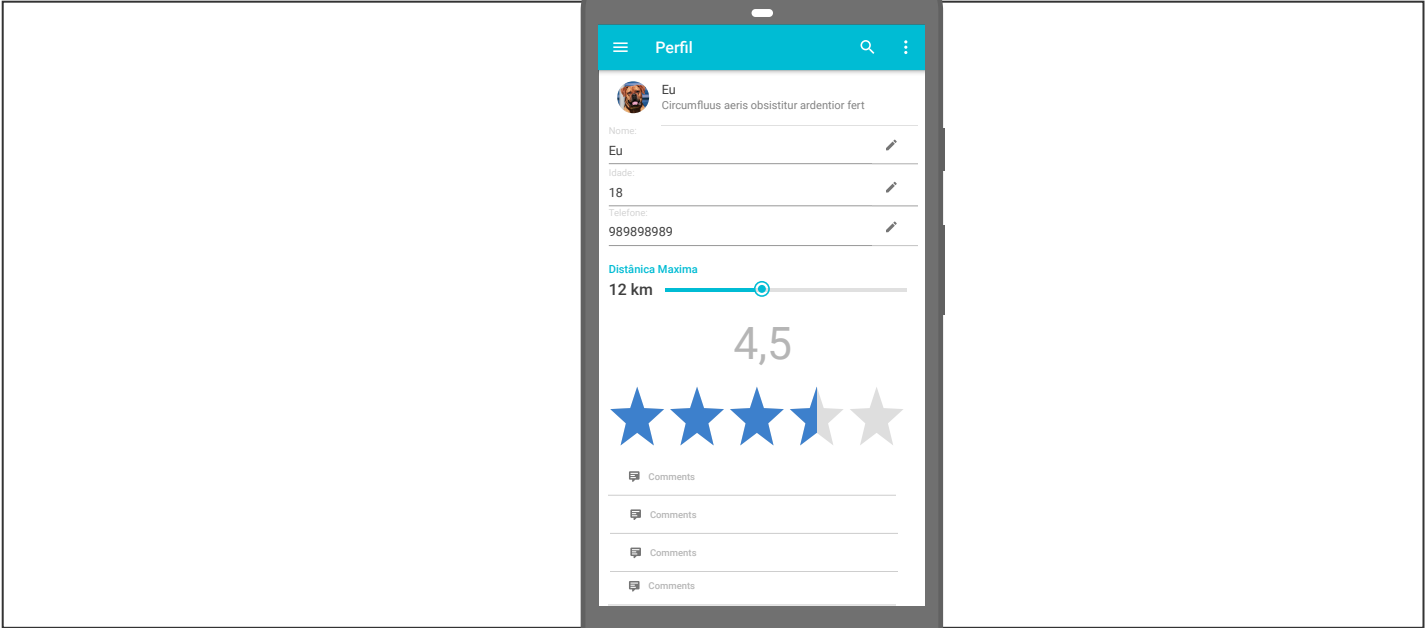 Perfil
Eu
Circumfluus aeris obsistitur ardentior fert
Nome:
Eu
Idade:
18
Telefone:
989898989
Distânica Maxima
12 km
4,5
Comments
Comments
Comments
Comments